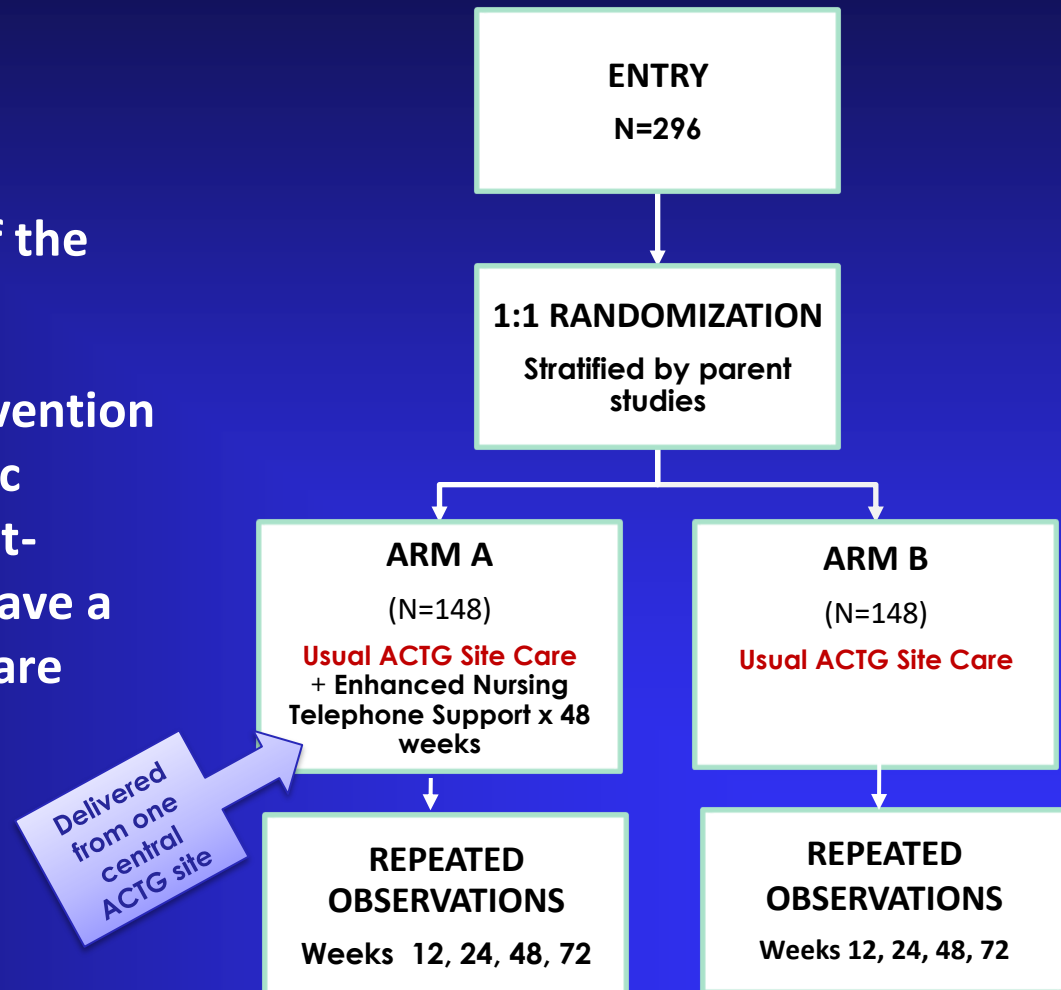 ENTRY
N=296
f the
1:1 RANDOMIZATION
Stratified by parent
studies
vention
c
t-
ave a
are
ARM A
(N=148)
Usual ACTG Site Care
+ Enhanced Nursing
Telephone Support x 48
weeks
ARM B
(N=148)
Usual ACTG Site Care
Delivered
from one
central
ACTG site
REPEATED
OBSERVATIONS
Weeks 12, 24, 48, 72
REPEATED
OBSERVATIONS
Weeks 12, 24, 48, 72